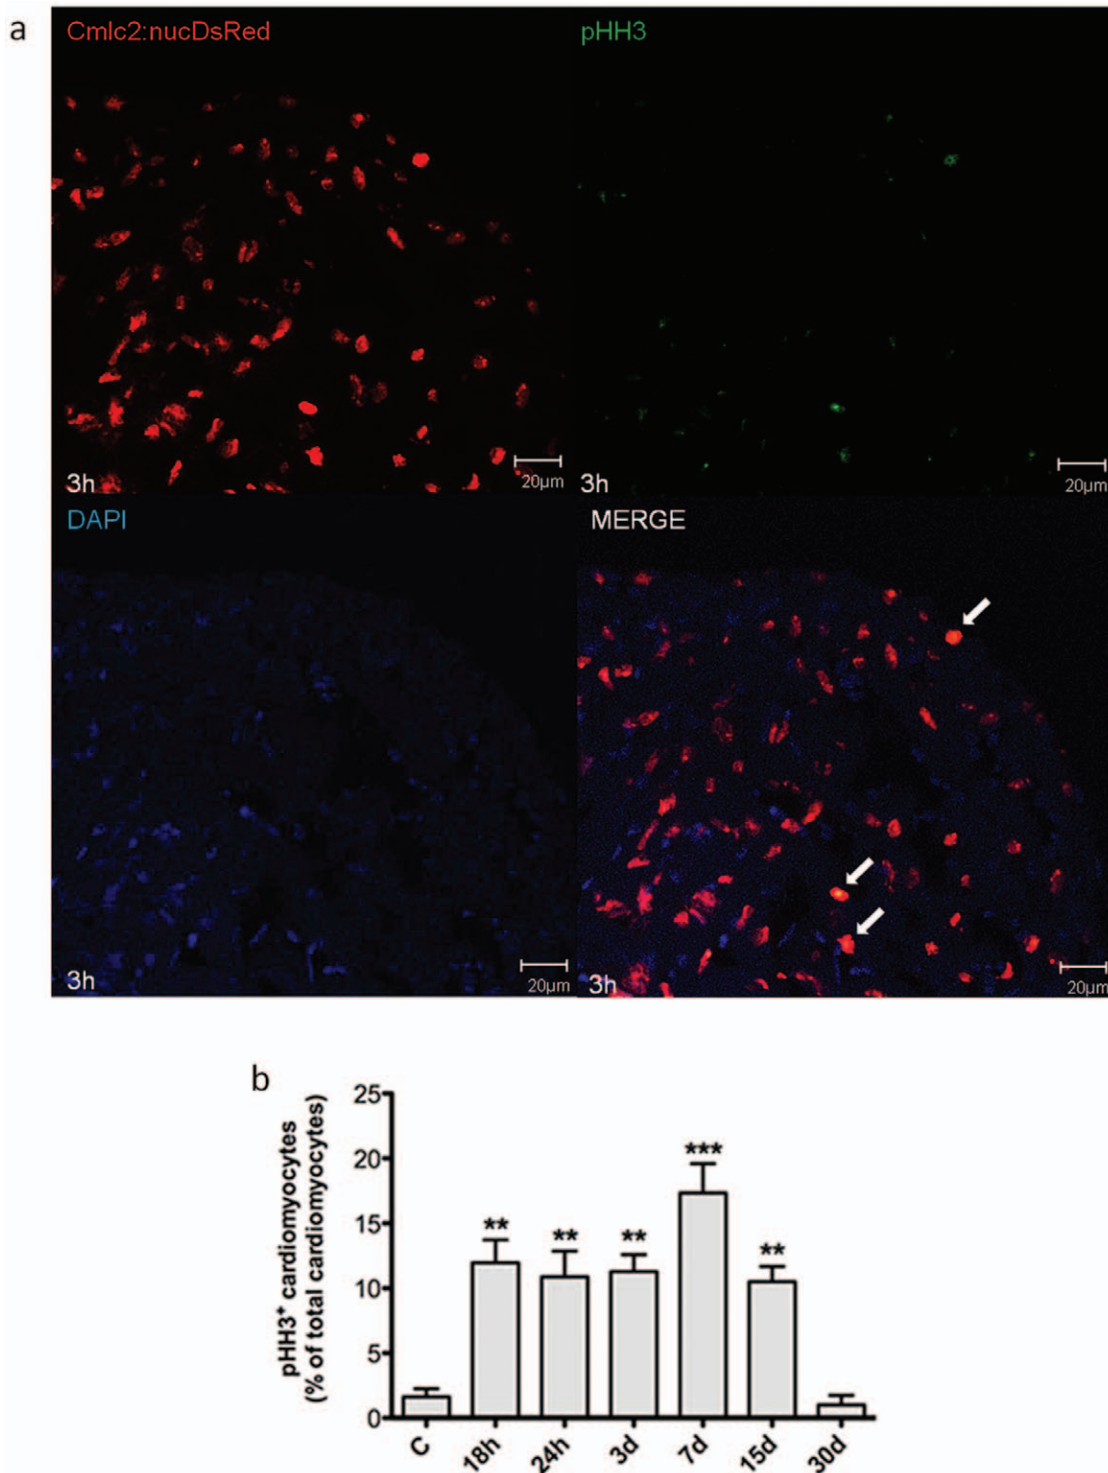 a
Cmlc2:nucDsRed
pHH3
3h
20µm
3h
20µm
DAPI
MERGE
3h
20µm
3h
20µm
b
pHH3+ cardiomyocytes
(% of total cardiomyocytes)
25
20
15
10
5
0
**
**
**
***
**
C
18h
24h
3d
7d
15d
30d